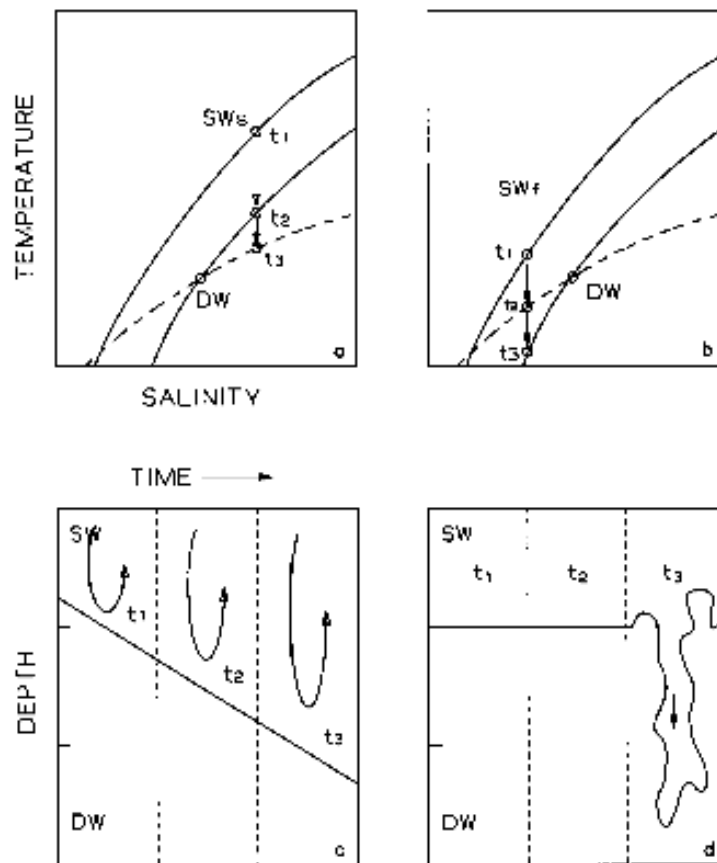 TEMPERATURE
SWs
t1
t2
t3
DW
a
SWf
t1
t2
t3
DW
b
SALINITY
TIME
DEPTH
SW
t1
t2
t3
DW
c
SW
t1
t2
t3
DW
d